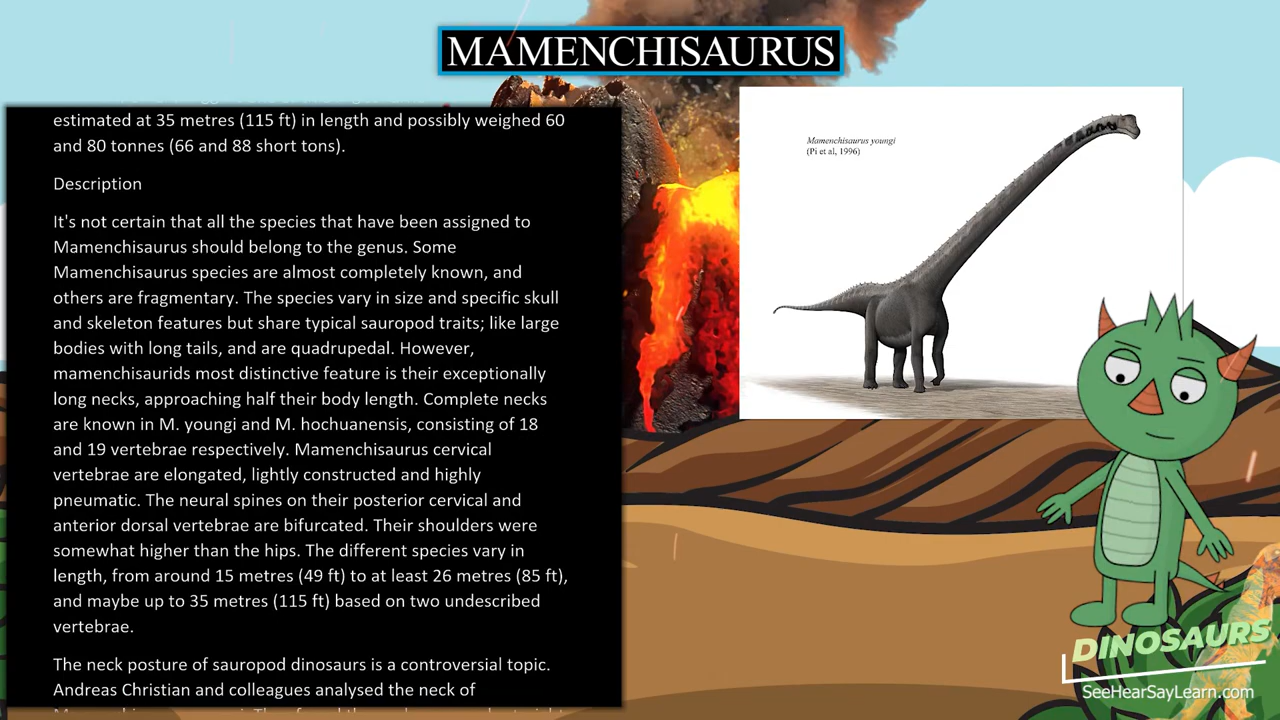 MAMENCHISAURUS
estimated at 35 metres (115 ft) in length and possibly weighed 60
and 80 tonnes (66 and 88 short tons).
Description
It's not certain that all the species that have been assigned to
Mamenchisaurus should belong to the genus. Some
Mamenchisaurus species are almost completely known, and
others are fragmentary. The species vary in size and specific skull
and skeleton features but share typical sauropod traits; like large
bodies with long tails, and are quadrupedal. However,
mamenchisaurids most distinctive feature is their exceptionally
long necks, approaching half their body length. Complete necks
are known in M. youngi and M. hochuanensis, consisting of 18
and 19 vertebrae respectively. Mamenchisaurus cervical
vertebrae are elongated, lightly constructed and highly
pneumatic. The neural spines on their posterior cervical and
anterior dorsal vertebrae are bifurcated. Their shoulders were
somewhat higher than the hips. The different species vary in
length, from around 15 metres (49 ft) to at least 26 metres (85 ft),
and maybe up to 35 metres (115 ft) based on two undescribed
vertebrae.
The neck posture of sauropod dinosaurs is a controversial topic.
Andreas Christian and colleagues analysed the neck of
Mamenchisaurus youngi
(Pi et al, 1996)
DINOSAURS
SeeHearSayLearn.com